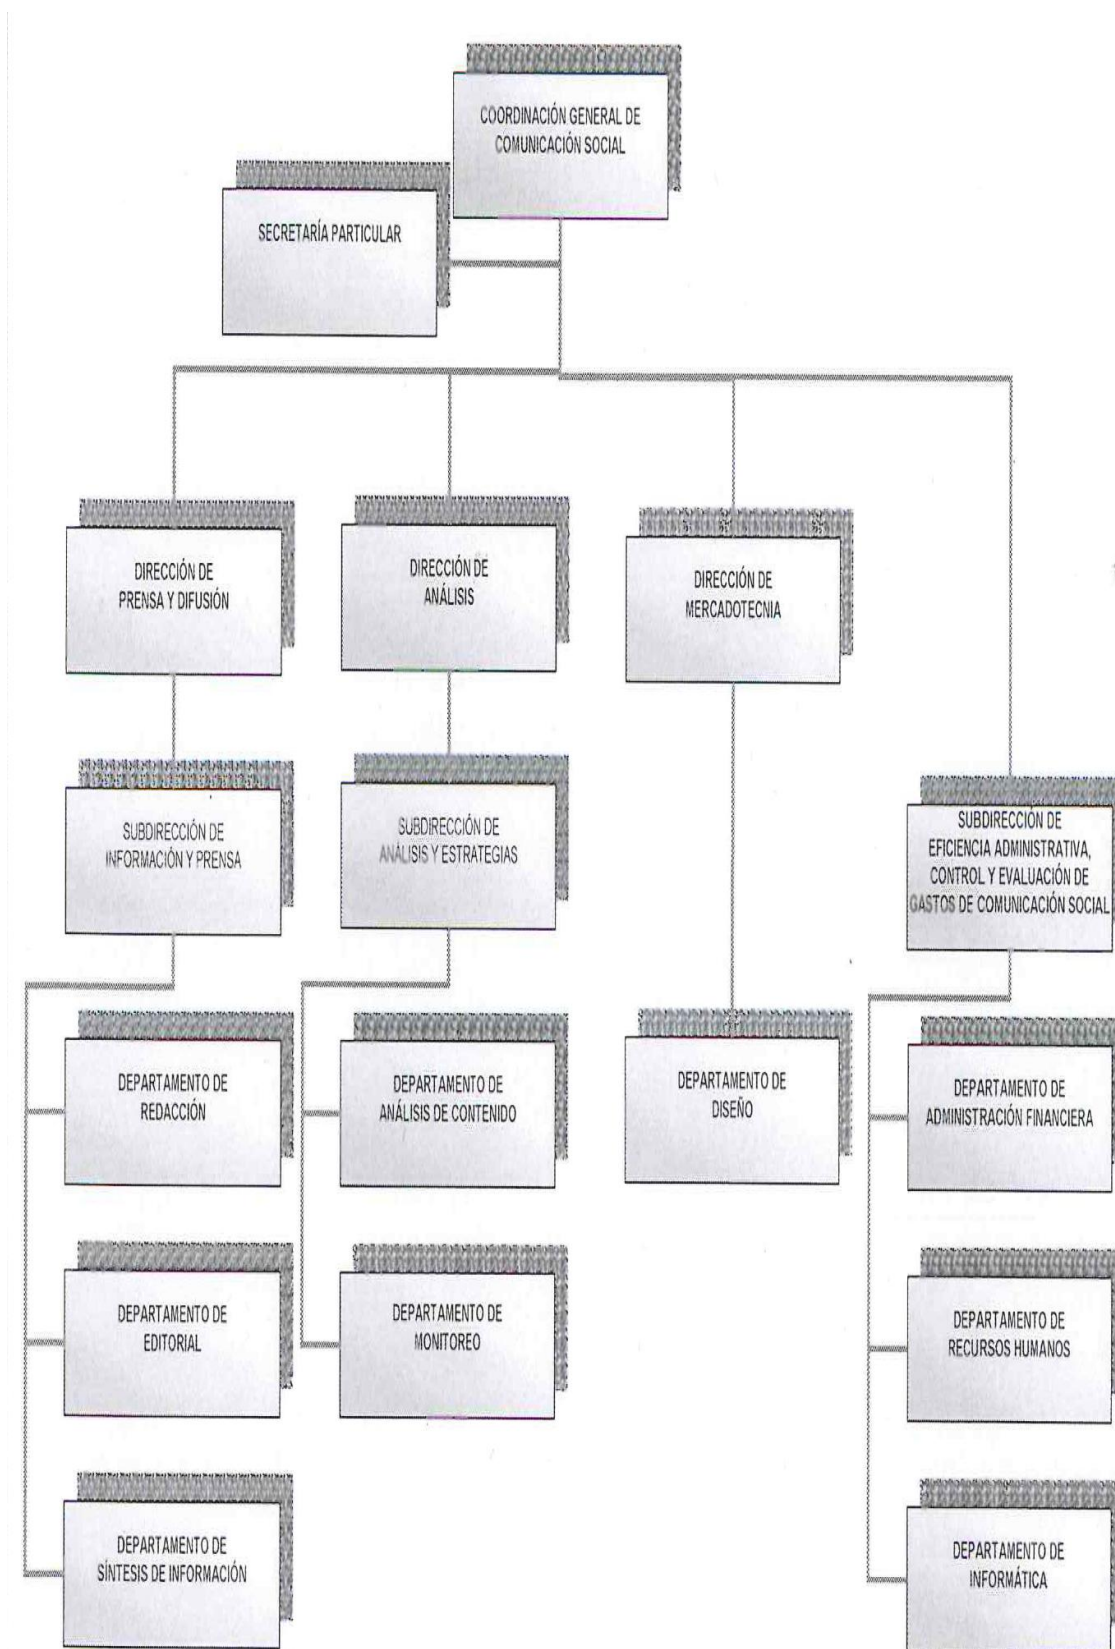 COORDINACIÓN GENERAL DE
COMUNICACIÓN SOCIAL
SECRETARÍA PARTICULAR
DIRECCIÓN DE
PRENSA Y DIFUSIÓN
DIRECCIÓN DE
ANÁLISIS
DIRECCIÓN DE
MERCADOTECNIA
SUBDIRECCIÓN DE
INFORMACIÓN Y PRENSA
SUBDIRECCIÓN DE
ANÁLISIS Y ESTRATEGIAS
SUBDIRECCIÓN DE
EFICIENCIA ADMINISTRATIVA,
CONTROL Y EVALUACIÓN DE
GASTOS DE COMUNICACIÓN SOCIAL
DEPARTAMENTO DE
REDACCIÓN
DEPARTAMENTO DE
ANÁLISIS DE CONTENIDO
DEPARTAMENTO DE
DISEÑO
DEPARTAMENTO DE
ADMINISTRACIÓN FINANCIERA
DEPARTAMENTO DE
EDITORIAL
DEPARTAMENTO DE
MONITOREO
DEPARTAMENTO DE
RECURSOS HUMANOS
DEPARTAMENTO DE
SÍNTESIS DE INFORMACIÓN
DEPARTAMENTO DE
INFORMÁTICA